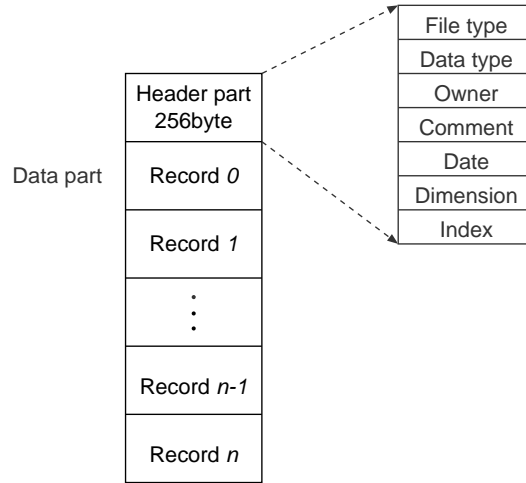 File type
Data type
Owner
Comment
Date
Dimension
Index
Header part
256byte
Data part
Record 0
Record 1
Record n-1
Record n